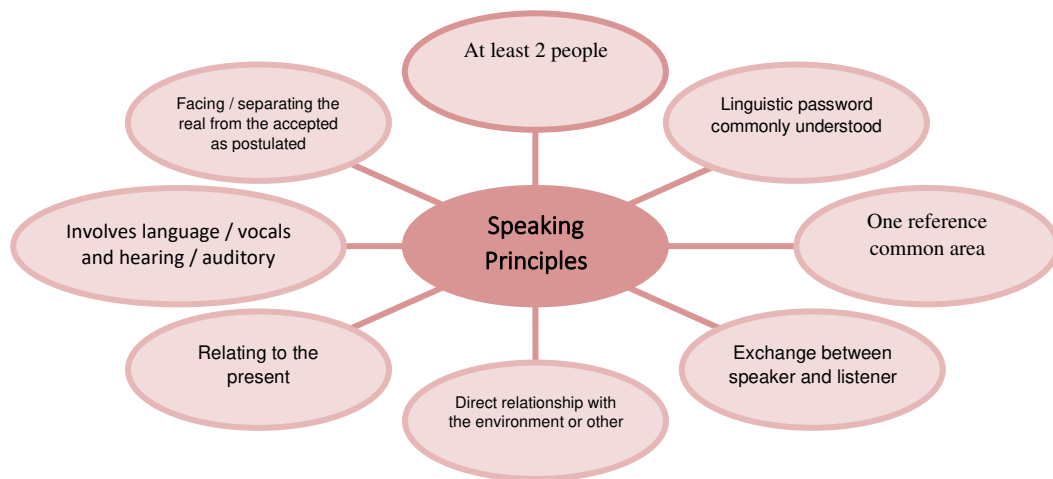 At least 2 people
Linguistic password
commonly understood
One reference
common area
Exchange between
speaker and listener
Direct relationship with
the environment or other
Relating to the
present
Involves language / vocals
and hearing / auditory
Facing / separating the
real from the accepted
as postulated
Speaking
Principles